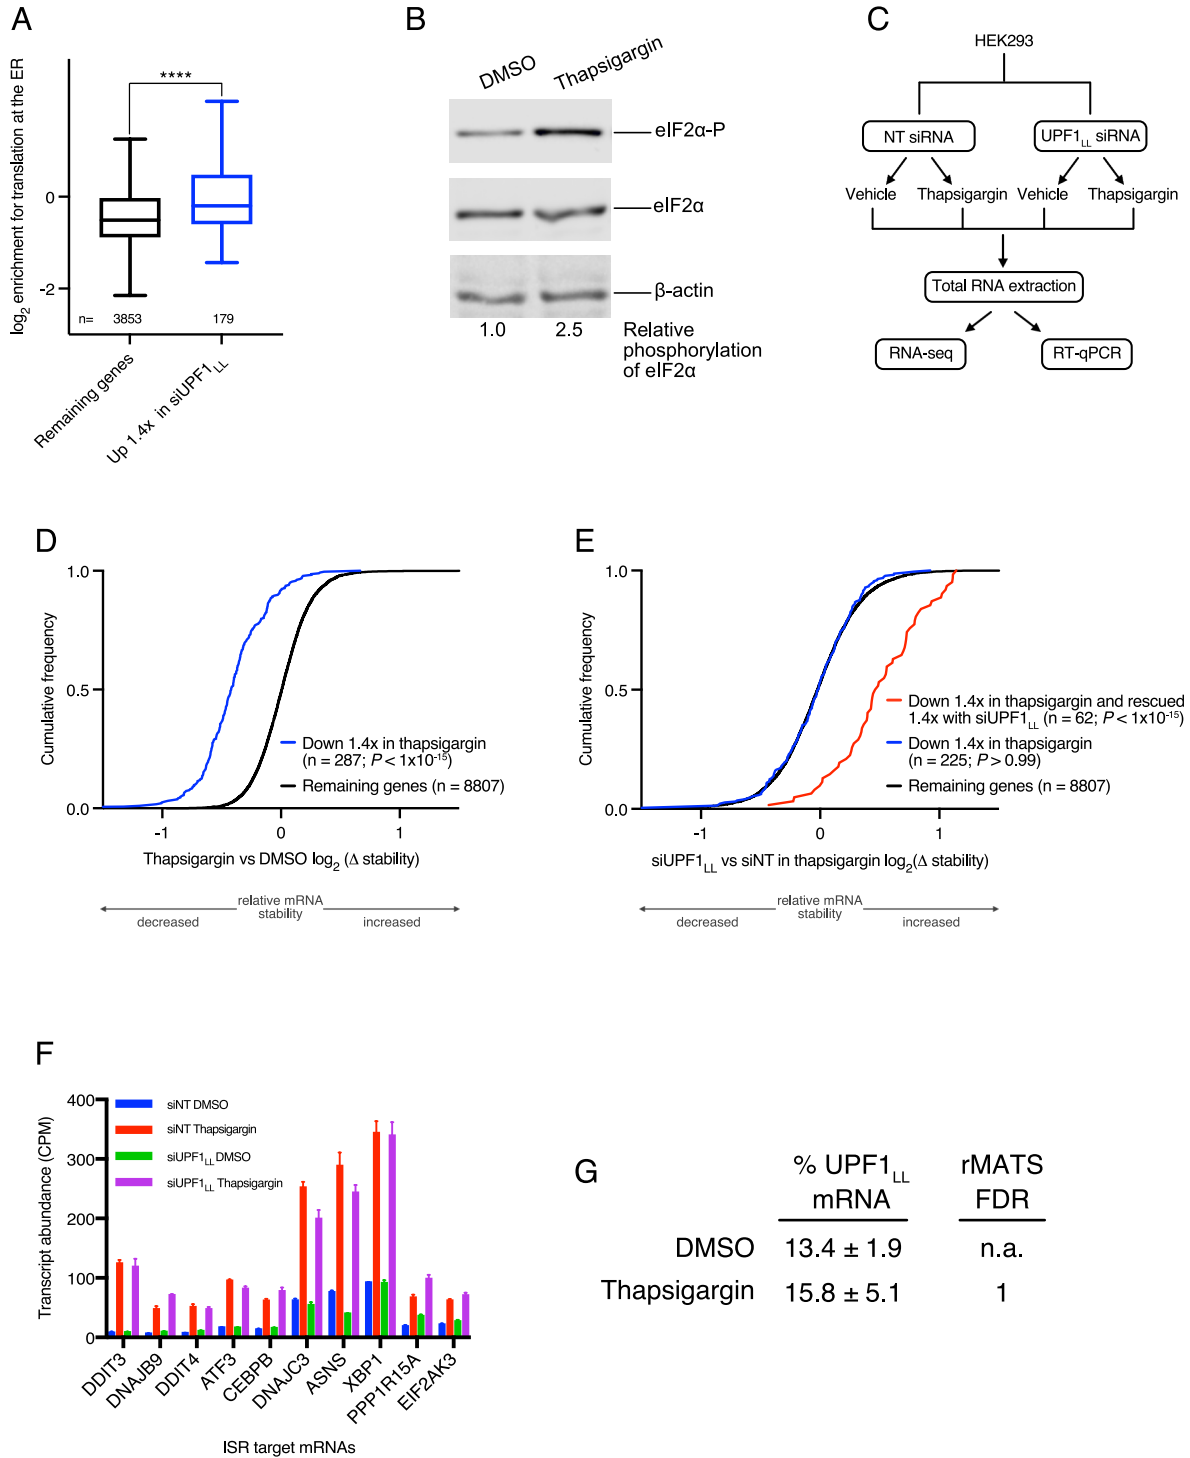 A
log2 enrichment for translation at the ER
****
0
-2
n= 3853 179
Remaining genes
Up 1.4x in siUPF1LL
B
DMSO
Thapsigargin
eIF2α-P
eIF2α
β-actin
1.0 2.5 Relative
phosphorylation
of eIF2α
C
HEK293
NT siRNA UPF1LL siRNA
Vehicle Thapsigargin Vehicle Thapsigargin
Total RNA extraction
RNA-seq RT-qPCR
D
Cumulative frequency
1.0
0.5
0.0
Down 1.4x in thapsigargin
(n = 287; P < 1x10-15)
Remaining genes (n = 8807)
-1 0 1
Thapsigargin vs DMSO log2 (Δ stability)
relative mRNA
stability
decreased increased
E
Cumulative frequency
1.0
0.5
0.0
Down 1.4x in thapsigargin and rescued
1.4x with siUPF1LL (n = 62; P < 1x10-15)
Down 1.4x in thapsigargin
(n = 225; P > 0.99)
Remaining genes (n = 8807)
-1 0 1
siUPF1LL vs siNT in thapsigargin log2(Δ stability)
relative mRNA
stability
decreased increased
F
Transcript abundance (CPM)
400
300
200
100
0
siNT DMSO
siNT Thapsigargin
siUPF1LL DMSO
siUPF1LL Thapsigargin
DDIT3
DNAJB9
DDIT4
ATF3
CEBPB
DNAJC3
ASNS
XBP1
PPP1R15A
EIF2AK3
ISR target mRNAs
G
% UPF1LL rMATS
mRNA FDR
DMSO 13.4 ± 1.9 n.a.
Thapsigargin 15.8 ± 5.1 1